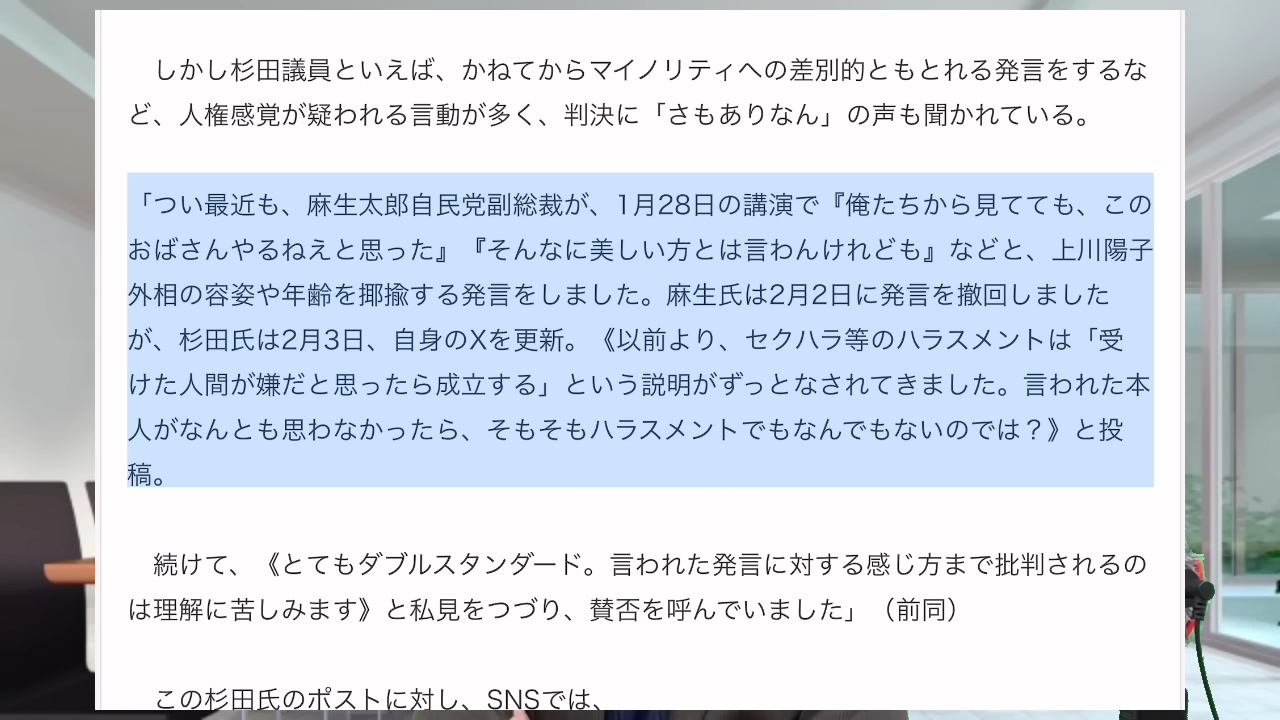 しかし杉田議員といえば、かねてからマイノリティへの差別的ともとれる発言をするな
ど、人権感覚が疑われる言動が多く、判決に「さもありなん」の声も聞かれている。
「つい最近も、麻生太郎自民党副総裁が、1月28日の講演で『俺たちから見てても、この
おばさんやるねえと思った』『そんなに美しい方とは言わんけれども』などと、上川陽子
外相の容姿や年齢を揶揄する発言をしました。麻生氏は2月2日に発言を撤回しました
が、杉田氏は2月3日、自身のXを更新。《以前より、セクハラ等のハラスメントは「受
けた人間が嫌だと思ったら成立する」という説明がずっとなされてきました。言われた本
人がなんとも思わなかったら、そもそもハラスメントでもなんでもないのでは？》と投
稿。
続けて、《とてもダブルスタンダード。言われた発言に対する感じ方まで批判されるの
は理解に苦しみます》と私見をつづり、賛否を呼んでいました」（前同）
この杉田氏のポストに対し、SNSでは、